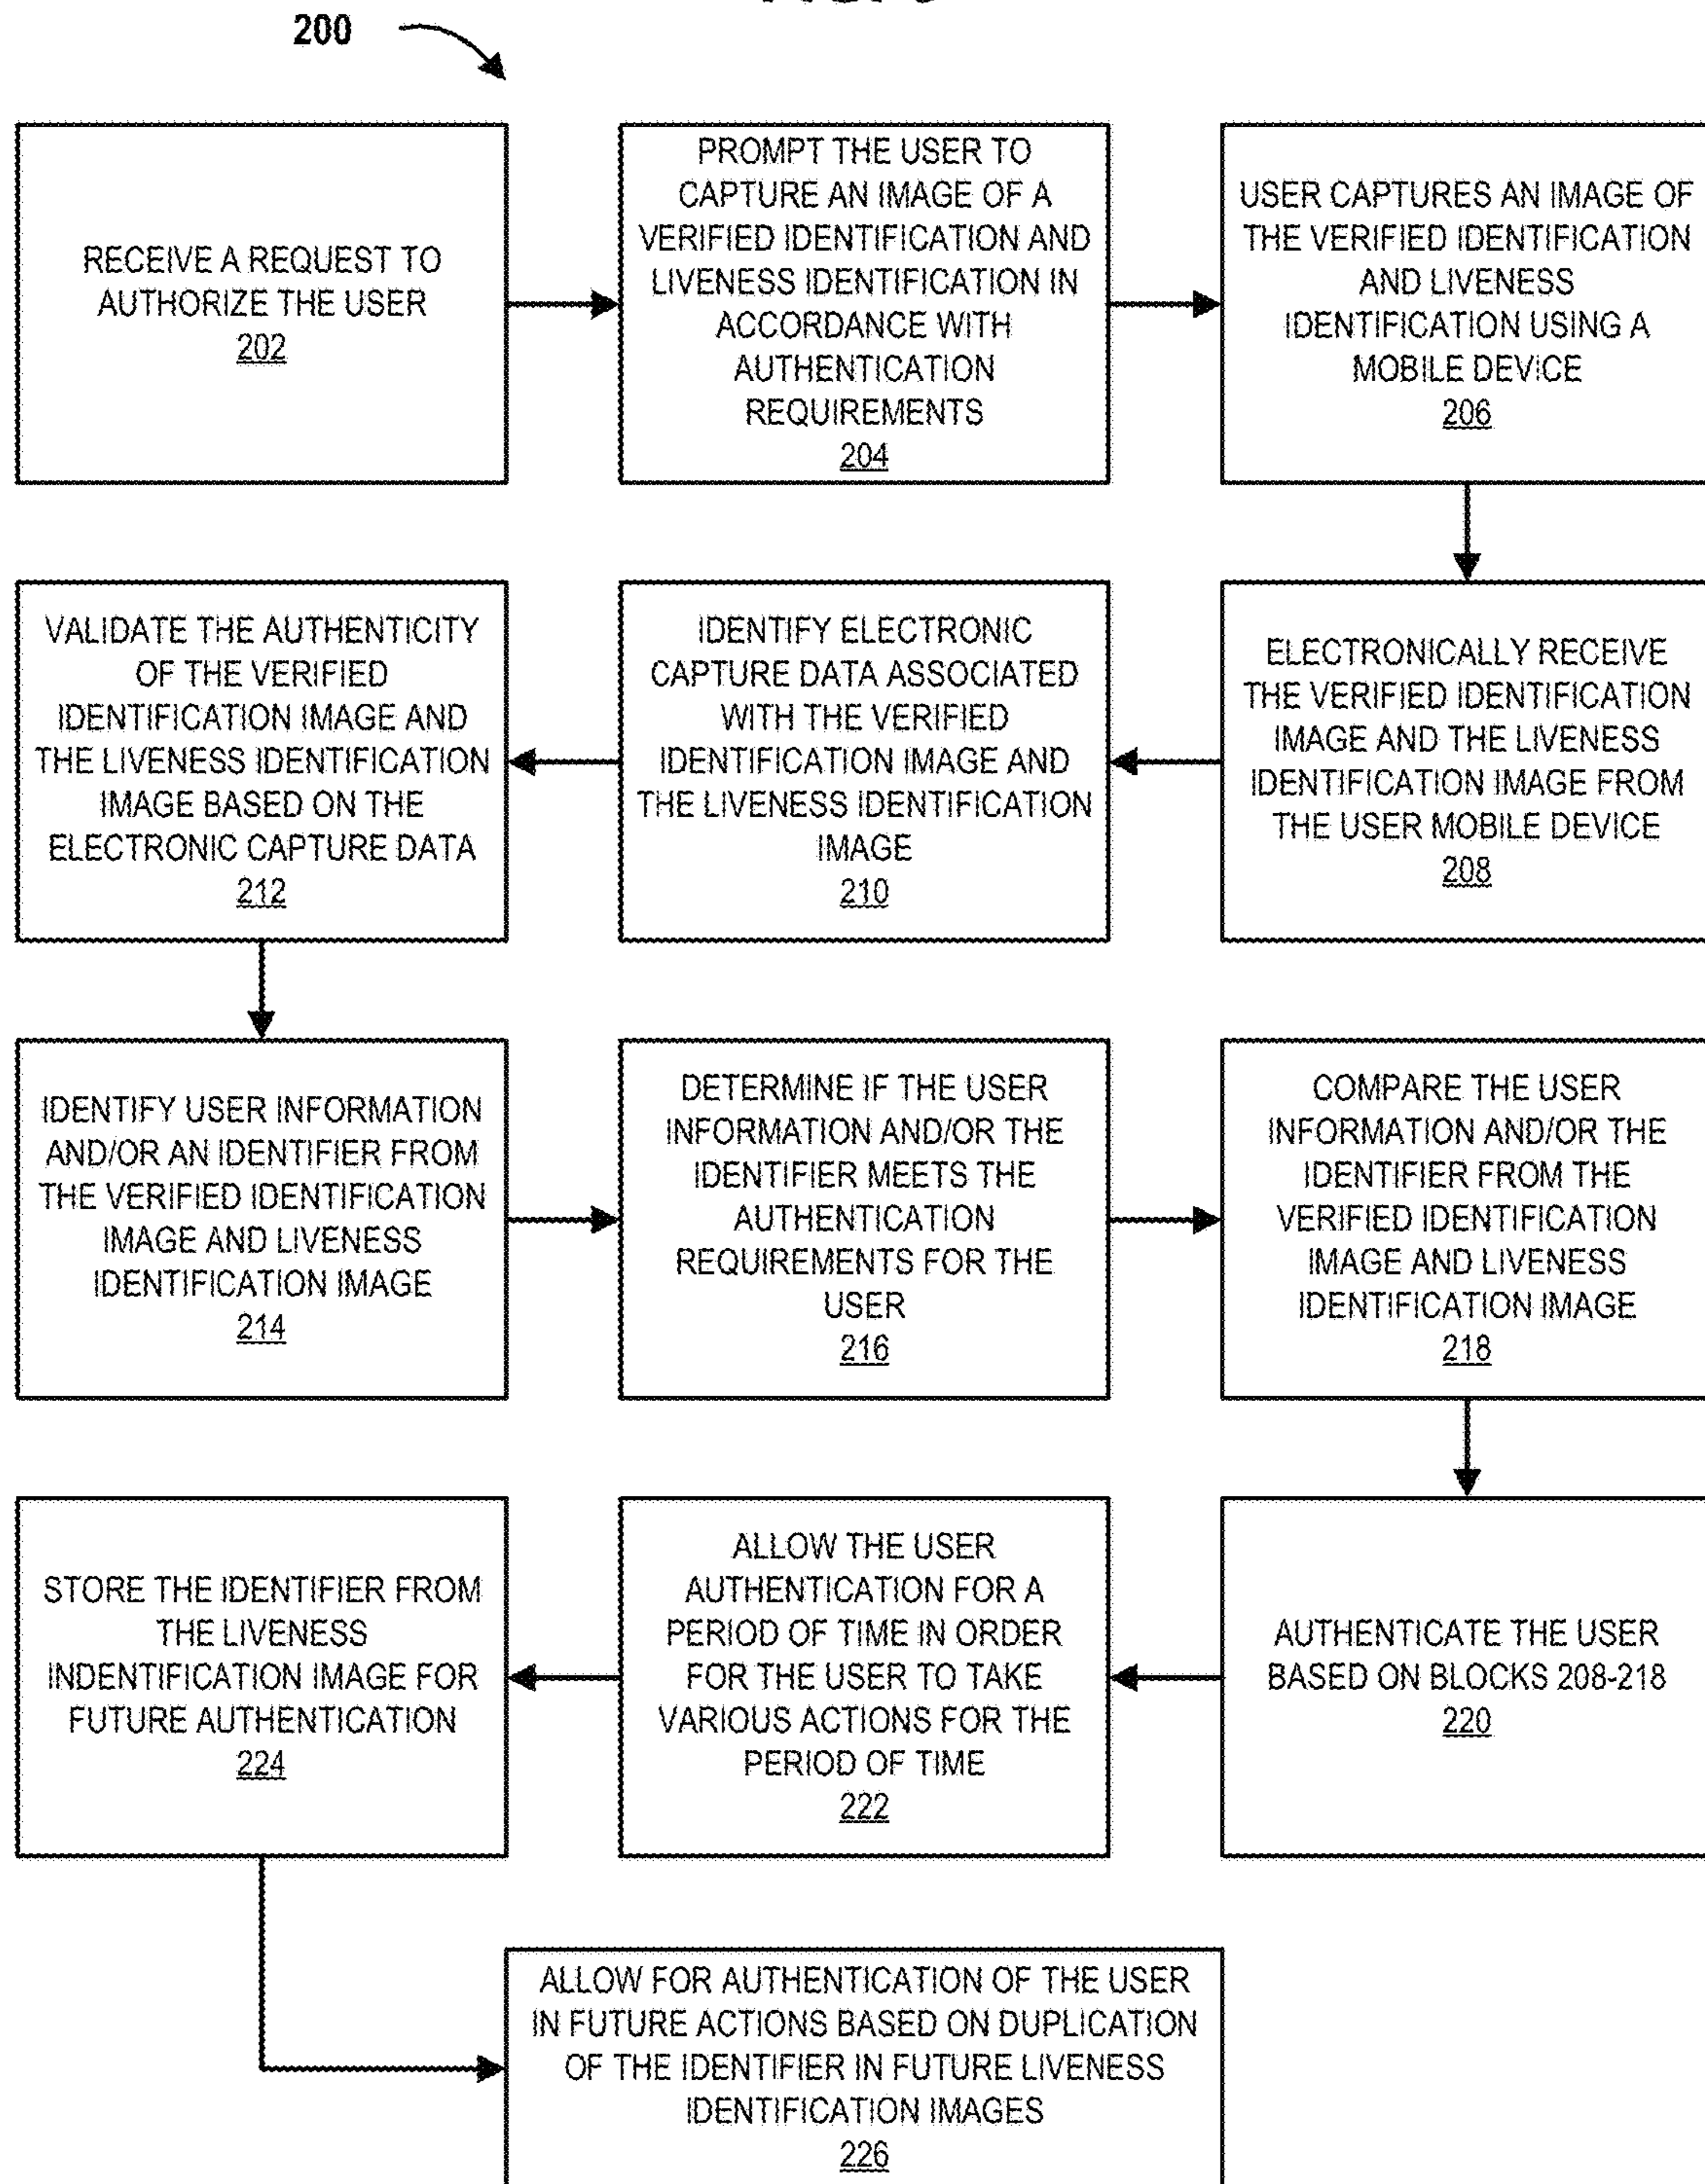 200
RECEIVE A REQUEST TO
AUTHORIZE THE USER
202
PROMPT THE USER TO
CAPTURE AN IMAGE OF A
VERIFIED IDENTIFICATION AND
LIVENESS IDENTIFICATION IN
ACCORDANCE WITH
AUTHENTICATION
REQUIREMENTS
204
USER CAPTURES AN IMAGE OF
THE VERIFIED IDENTIFICATION
AND LIVENESS
IDENTIFICATION USING A
MOBILE DEVICE
206
ELECTRONICALLY RECEIVE
THE VERIFIED IDENTIFICATION
IMAGE AND THE LIVENESS
IDENTIFICATION IMAGE FROM
THE USER MOBILE DEVICE
208
IDENTIFY ELECTRONIC
CAPTURE DATA ASSOCIATED
WITH THE VERIFIED
IDENTIFICATION IMAGE AND
THE LIVENESS IDENTIFICATION
IMAGE
210
VALIDATE THE AUTHENTICITY
OF THE VERIFIED
IDENTIFICATION IMAGE AND
THE LIVENESS IDENTIFICATION
IMAGE BASED ON THE
ELECTRONIC CAPTURE DATA
212
IDENTIFY USER INFORMATION
AND/OR AN IDENTIFIER FROM
THE VERIFIED IDENTIFICATION
IMAGE AND LIVENESS
IDENTIFICATION IMAGE
214
DETERMINE IF THE USER
INFORMATION AND/OR THE
IDENTIFIER MEETS THE
AUTHENTICATION
REQUIREMENTS FOR THE
USER
216
COMPARE THE USER
INFORMATION AND/OR THE
IDENTIFIER FROM THE
VERIFIED IDENTIFICATION
IMAGE AND LIVENESS
IDENTIFICATION IMAGE
218
AUTHENTICATE THE USER
BASED ON BLOCKS 208-218
220
ALLOW THE USER
AUTHENTICATION FOR A
PERIOD OF TIME IN ORDER
FOR THE USER TO TAKE
VARIOUS ACTIONS FOR THE
PERIOD OF TIME
222
STORE THE IDENTIFIER FROM
THE LIVENESS
INDENTIFICATION IMAGE FOR
FUTURE AUTHENTICATION
224
ALLOW FOR AUTHENTICATION OF THE USER
IN FUTURE ACTIONS BASED ON DUPLICATION
OF THE IDENTIFIER IN FUTURE LIVENESS
IDENTIFICATION IMAGES
226